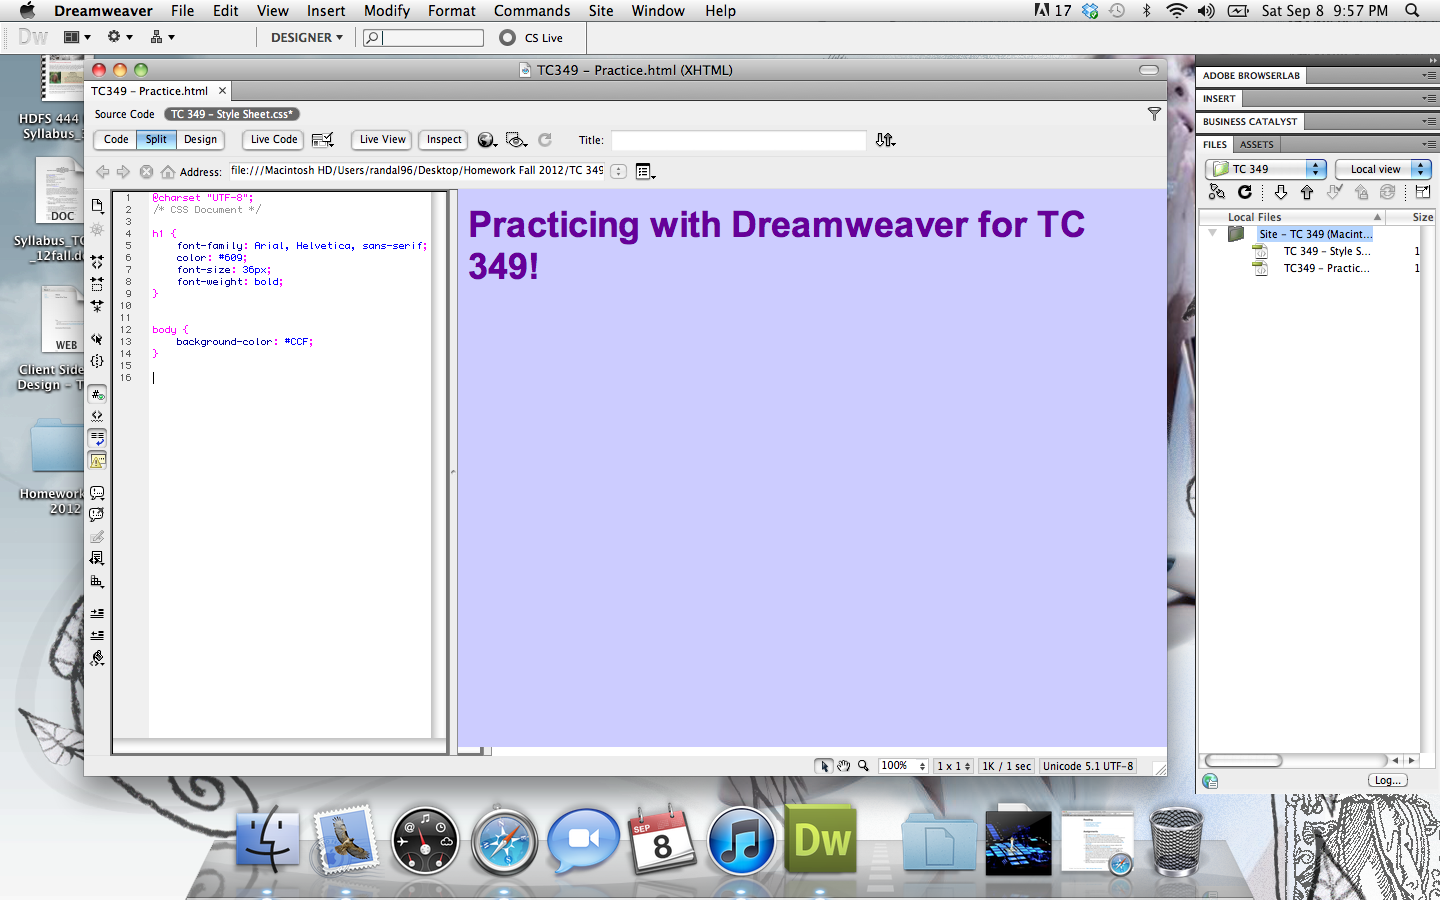 Dreamweaver File Edit View Insert Modify Format Commands Site Window Help 17 Sat Sep 8 9:57 PM
Dw DESIGNER CS Live
TC349 – Practice.html (XHTML)
TC349 – Practice.html
Source Code TC 349 – Style Sheet.css*
Code Split Design Live Code Live View Inspect Title:
Address: file:///Macintosh HD/Users/randal96/Desktop/Homework Fall 2012/TC 349
1 @charset "UTF-8";
2 /* CSS Document */
3
4 h1 {
5 font-family: Arial, Helvetica, sans-serif;
6 color: #609;
7 font-size: 36px;
8 font-weight: bold;
9 }
10
11
12 body {
13 background-color: #CCF;
14 }
15
16
Practicing with Dreamweaver for TC
349!
100% 1 x 1 1K / 1 sec Unicode 5.1 UTF-8
HDFS 444
Syllabus_
DOC
Syllabus_TC
_12fall.do
WEB
Client Side
Design – T
Homework
2012
ADOBE BROWSERLAB
INSERT
BUSINESS CATALYST
FILES ASSETS
TC 349 Local view
Local Files Size
Site – TC 349 (Macint...
TC 349 – Style S... 1
TC349 – Practic... 1
Log...
SEP
8
Dw